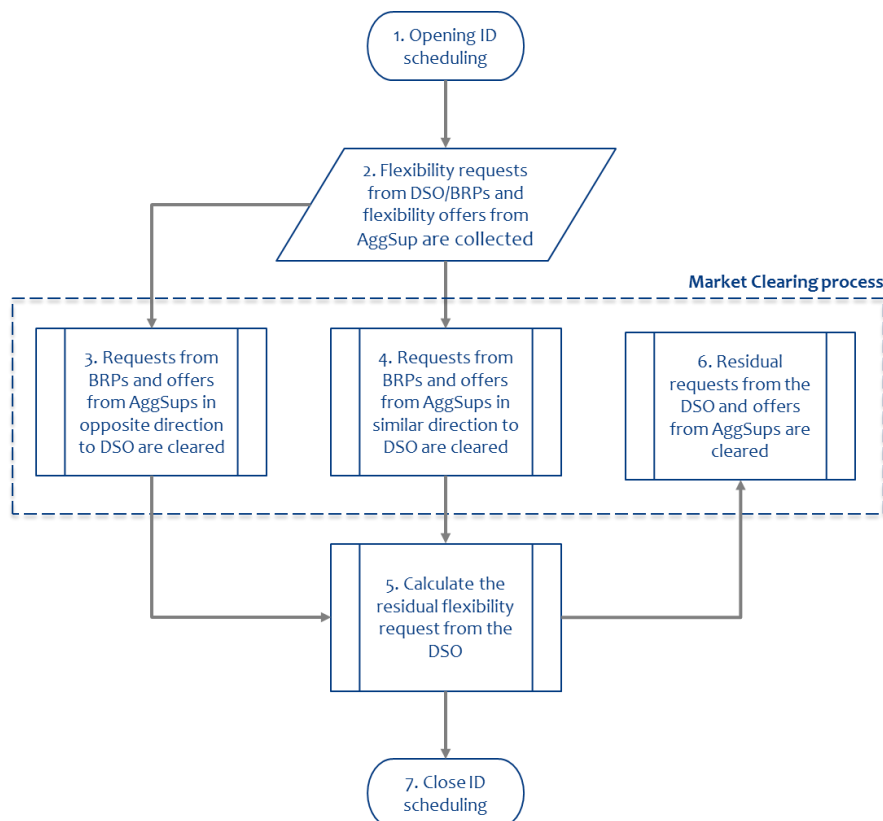 1. Opening ID
scheduling
2. Flexibility requests
from DSO/BRPs and
flexibility offers from
AggSup are collected
Market Clearing process
3. Requests from
BRPs and offers
from AggSups in
opposite direction
to DSO are cleared
4. Requests from
BRPs and offers
from AggSups in
similar direction to
DSO are cleared
6. Residual
requests from the
DSO and offers
from AggSups are
cleared
5. Calculate the
residual flexibility
request from the
DSO
7. Close ID
scheduling